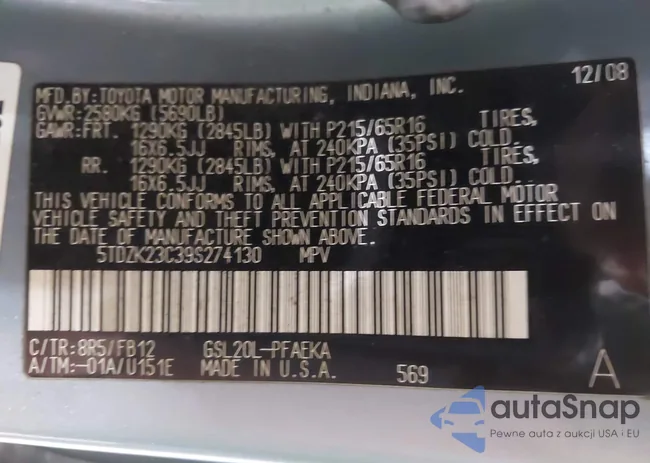 MFD.BY:TOYOTA MOTOR MANUFACTURING, INDIANA, INC. 12/08
GVWR:2580KG (5690LB)
GAWR:FRT. 1290KG (2845LB) WITH P215/65R16 TIRES,
16X6.5JJ RIMS, AT 240KPA (35PSI) COLD.
RR. 1290KG (2845LB) WITH P215/65R16 TIRES,
16X6.5JJ RIMS, AT 240KPA (35PSI) COLD.
THIS VEHICLE CONFORMS TO ALL APPLICABLE FEDERAL MOTOR
VEHICLE SAFETY AND THEFT PREVENTION STANDARDS IN EFFECT ON
THE DATE OF MANUFACTURE SHOWN ABOVE.
5TDZK23C39S274130 MPV
C/TR:8R5/FB12 GSL20L-PFAEKA
A/TM:-01A/U151E MADE IN U.S.A. 569 A
autaSnap
Pewne auta z aukcji USA i EU